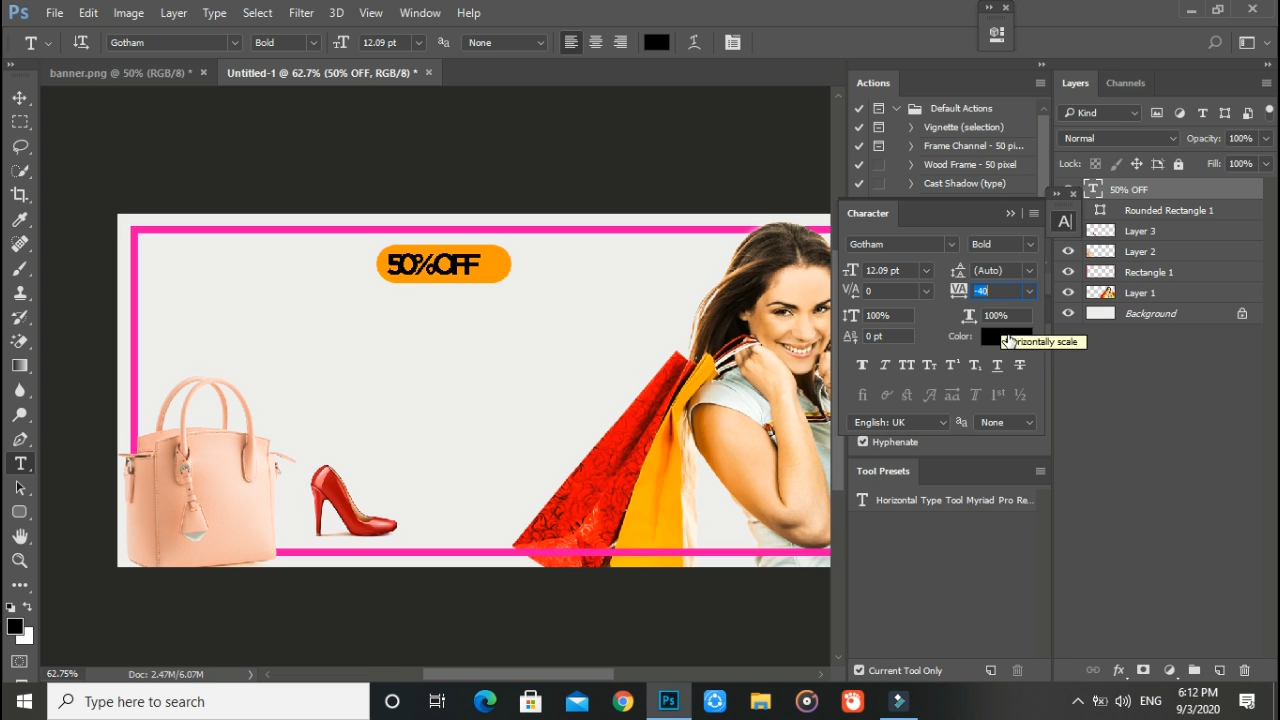 Ps File Edit Image Layer Type Select Filter 3D View Window Help
T Gotham Bold 12.09 pt aa None
banner.png @ 50% (RGB/8) * × Untitled-1 @ 62.7% (50% OFF, RGB/8) * ×
Actions
Default Actions
Vignette (selection)
Frame Channel - 50 pi...
Wood Frame - 50 pixel
Cast Shadow (type)
Layers Channels
Kind
Normal Opacity: 100%
Lock: Fill: 100%
50% OFF
Rounded Rectangle 1
Layer 3
Layer 2
Rectangle 1
Layer 1
Background
Character
Gotham Bold
12.09 pt (Auto)
V/A 0 VA -40
100% 100%
0 pt Color:
orizontally scale
English: UK aa None
Hyphenate
Tool Presets
Horizontal Type Tool Myriad Pro Re...
Current Tool Only
50%OFF
62.75% Doc: 2.47M/6.07M
Type here to search
ENG
6:12 PM
9/3/2020